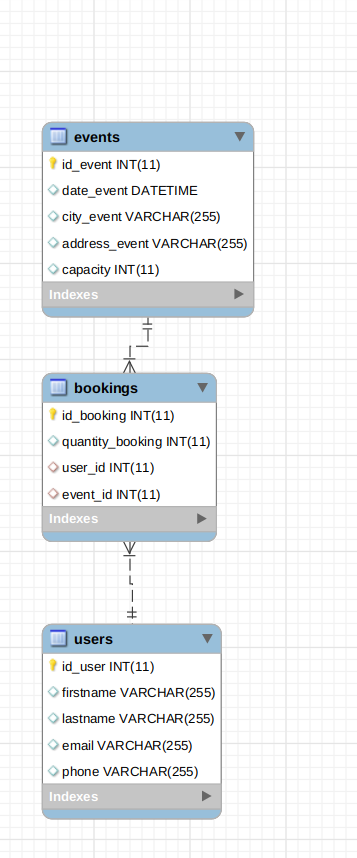 events
id_event INT(11)
date_event DATETIME
city_event VARCHAR(255)
address_event VARCHAR(255)
capacity INT(11)
Indexes
bookings
id_booking INT(11)
quantity_booking INT(11)
user_id INT(11)
event_id INT(11)
Indexes
users
id_user INT(11)
firstname VARCHAR(255)
lastname VARCHAR(255)
email VARCHAR(255)
phone VARCHAR(255)
Indexes